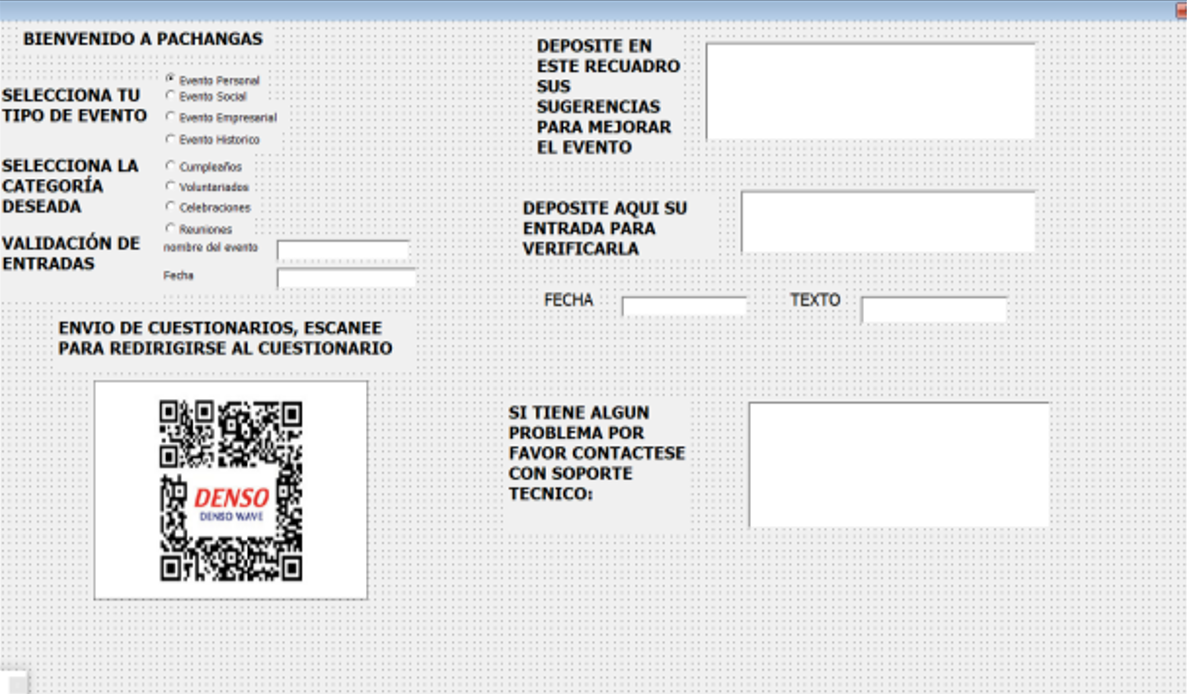 BIENVENIDO A PACHANGAS
SELECCIONA TU
TIPO DE EVENTO
Evento Personal
Evento Social
Evento Empresarial
Evento Historico
SELECCIONA LA
CATEGORÍA
DESEADA
Cumpleaños
Voluntariados
Celebraciones
Reuniones
VALIDACIÓN DE
ENTRADAS
nombre del evento
Fecha
ENVIO DE CUESTIONARIOS, ESCANEE
PARA REDIRIGIRSE AL CUESTIONARIO
DENSO
DENSO WAVE
DEPOSITE EN
ESTE RECUADRO
SUS
SUGERENCIAS
PARA MEJORAR
EL EVENTO
DEPOSITE AQUI SU
ENTRADA PARA
VERIFICARLA
FECHA
TEXTO
SI TIENE ALGUN
PROBLEMA POR
FAVOR CONTACTESE
CON SOPORTE
TECNICO: